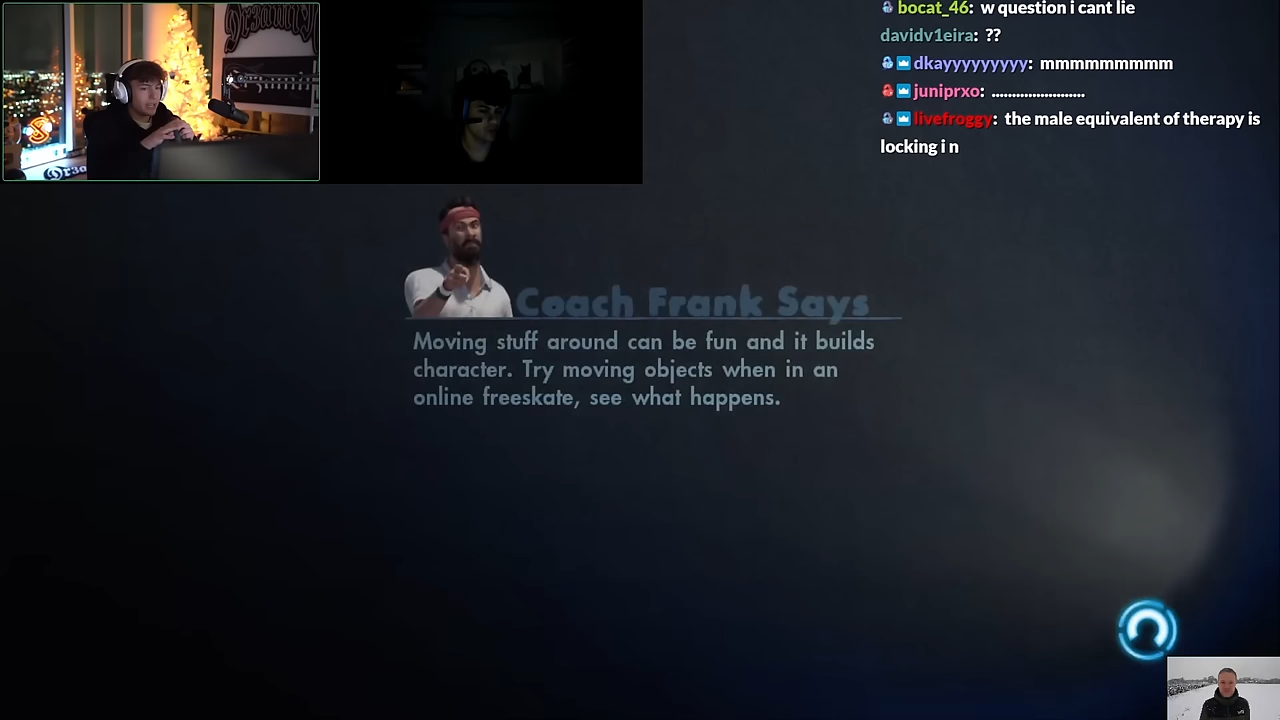 bocat_46: w question i cant lie
davidv1eira: ??
dkayyyyyyyyy: mmmmmmmmmm
juniprxo: .......................
livefroggy: the male equivalent of therapy is
locking i n
Coach Frank Says
Moving stuff around can be fun and it builds
character. Try moving objects when in an
online freeskate, see what happens.